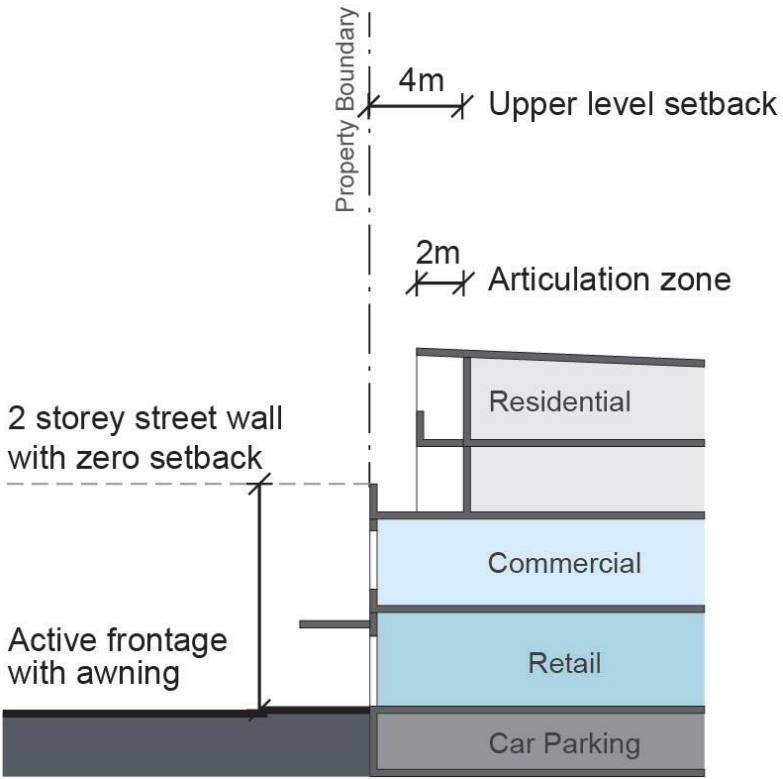 Property Boundary
4m
Upper level setback
2m
Articulation zone
Residential
2 storey street wall
with zero setback
Commercial
Active frontage
with awning
Retail
Car Parking